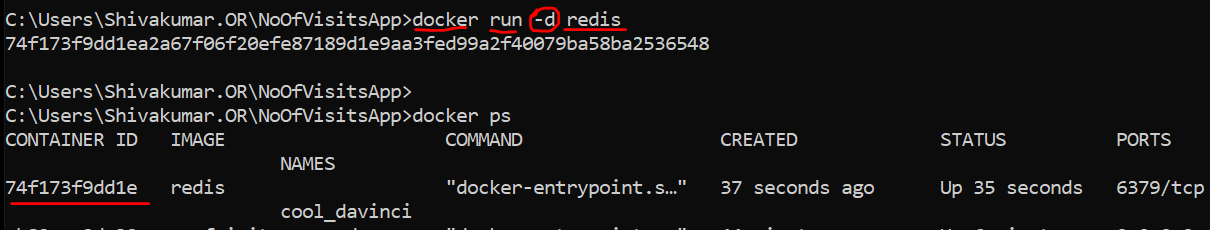 C:\Users\Shivakumar.OR\NoOfVisitsApp>docker run -d redis
74f173f9dd1ea2a67f06f20efe87189d1e9aa3fed99a2f40079ba58ba2536548
C:\Users\Shivakumar.OR\NoOfVisitsApp>
C:\Users\Shivakumar.OR\NoOfVisitsApp>docker ps
CONTAINER ID IMAGE COMMAND CREATED STATUS PORTS
NAMES
74f173f9dd1e redis "docker-entrypoint.s…" 37 seconds ago Up 35 seconds 6379/tcp
cool_davinci